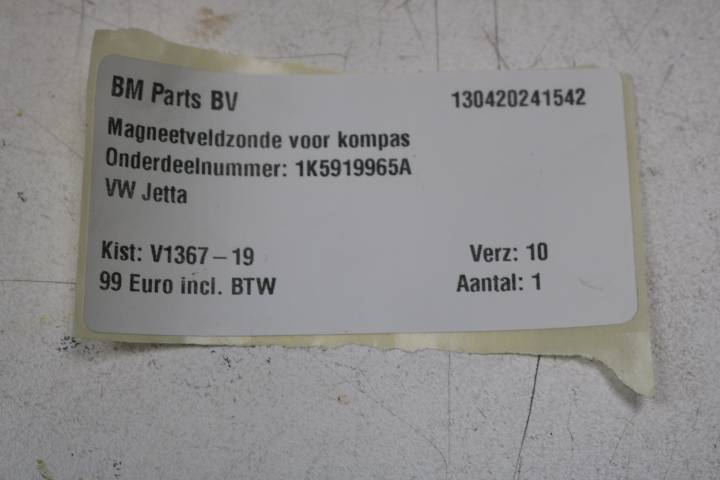 BM Parts BV 130420241542
Magneetveldzonde voor kompas
Onderdeelnummer: 1K5919965A
VW Jetta
Kist: V1367-19 Verz: 10
99 Euro incl. BTW Aantal: 1